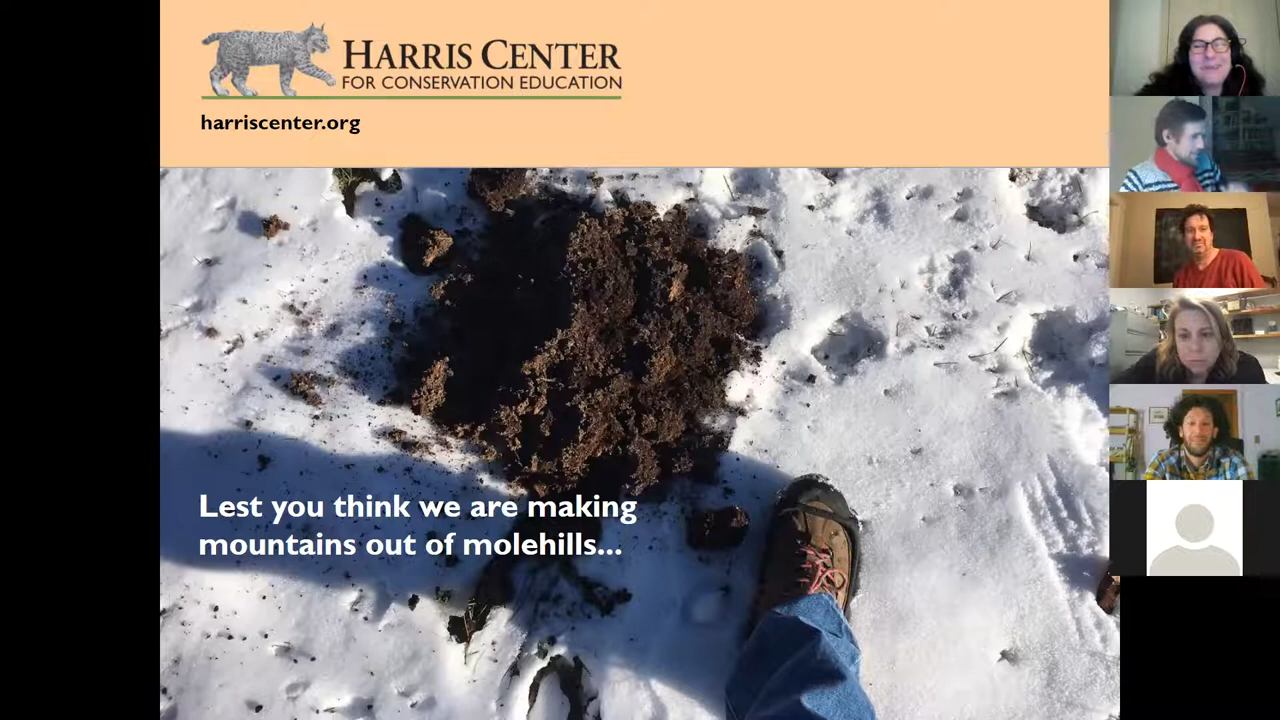 HARRIS CENTER
FOR CONSERVATION EDUCATION
harriscenter.org
Lest you think we are making
mountains out of molehills...